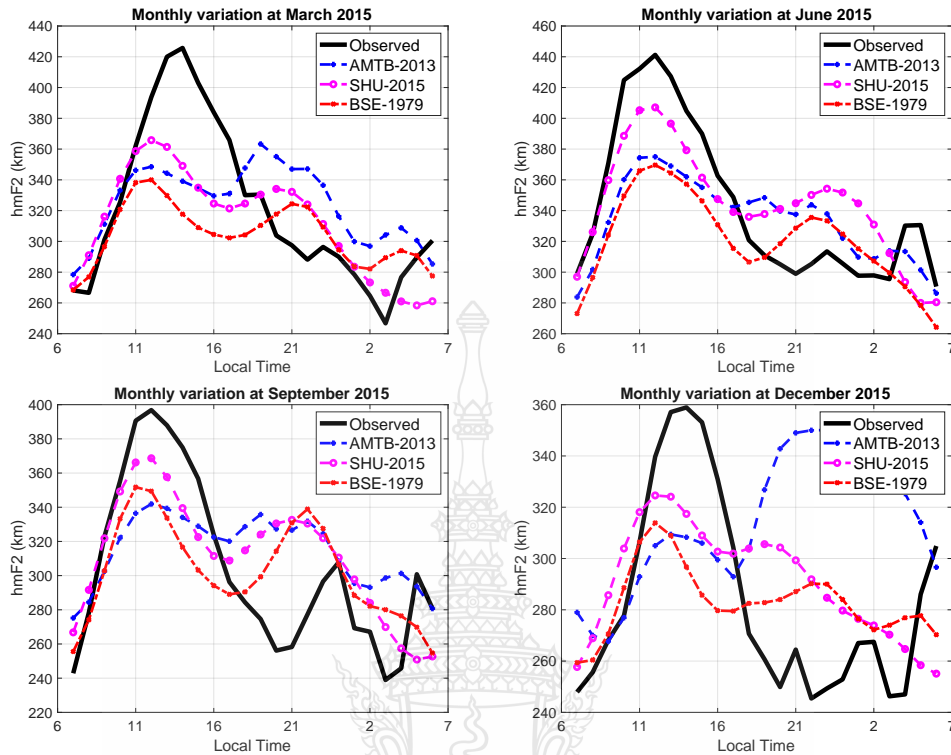 Monthly variation at March 2015
hmF2 (km)
440
420
400
380
360
340
320
300
280
260
240
6
11
16
21
2
7
Local Time
Observed
AMTB-2013
SHU-2015
BSE-1979
Monthly variation at June 2015
hmF2 (km)
460
440
420
400
380
360
340
320
300
280
260
6
11
16
21
2
7
Local Time
Observed
AMTB-2013
SHU-2015
BSE-1979
Monthly variation at September 2015
hmF2 (km)
400
380
360
340
320
300
280
260
240
220
6
11
16
21
2
7
Local Time
Observed
AMTB-2013
SHU-2015
BSE-1979
Monthly variation at December 2015
hmF2 (km)
360
340
320
300
280
260
240
6
11
16
21
2
7
Local Time
Observed
AMTB-2013
SHU-2015
BSE-1979